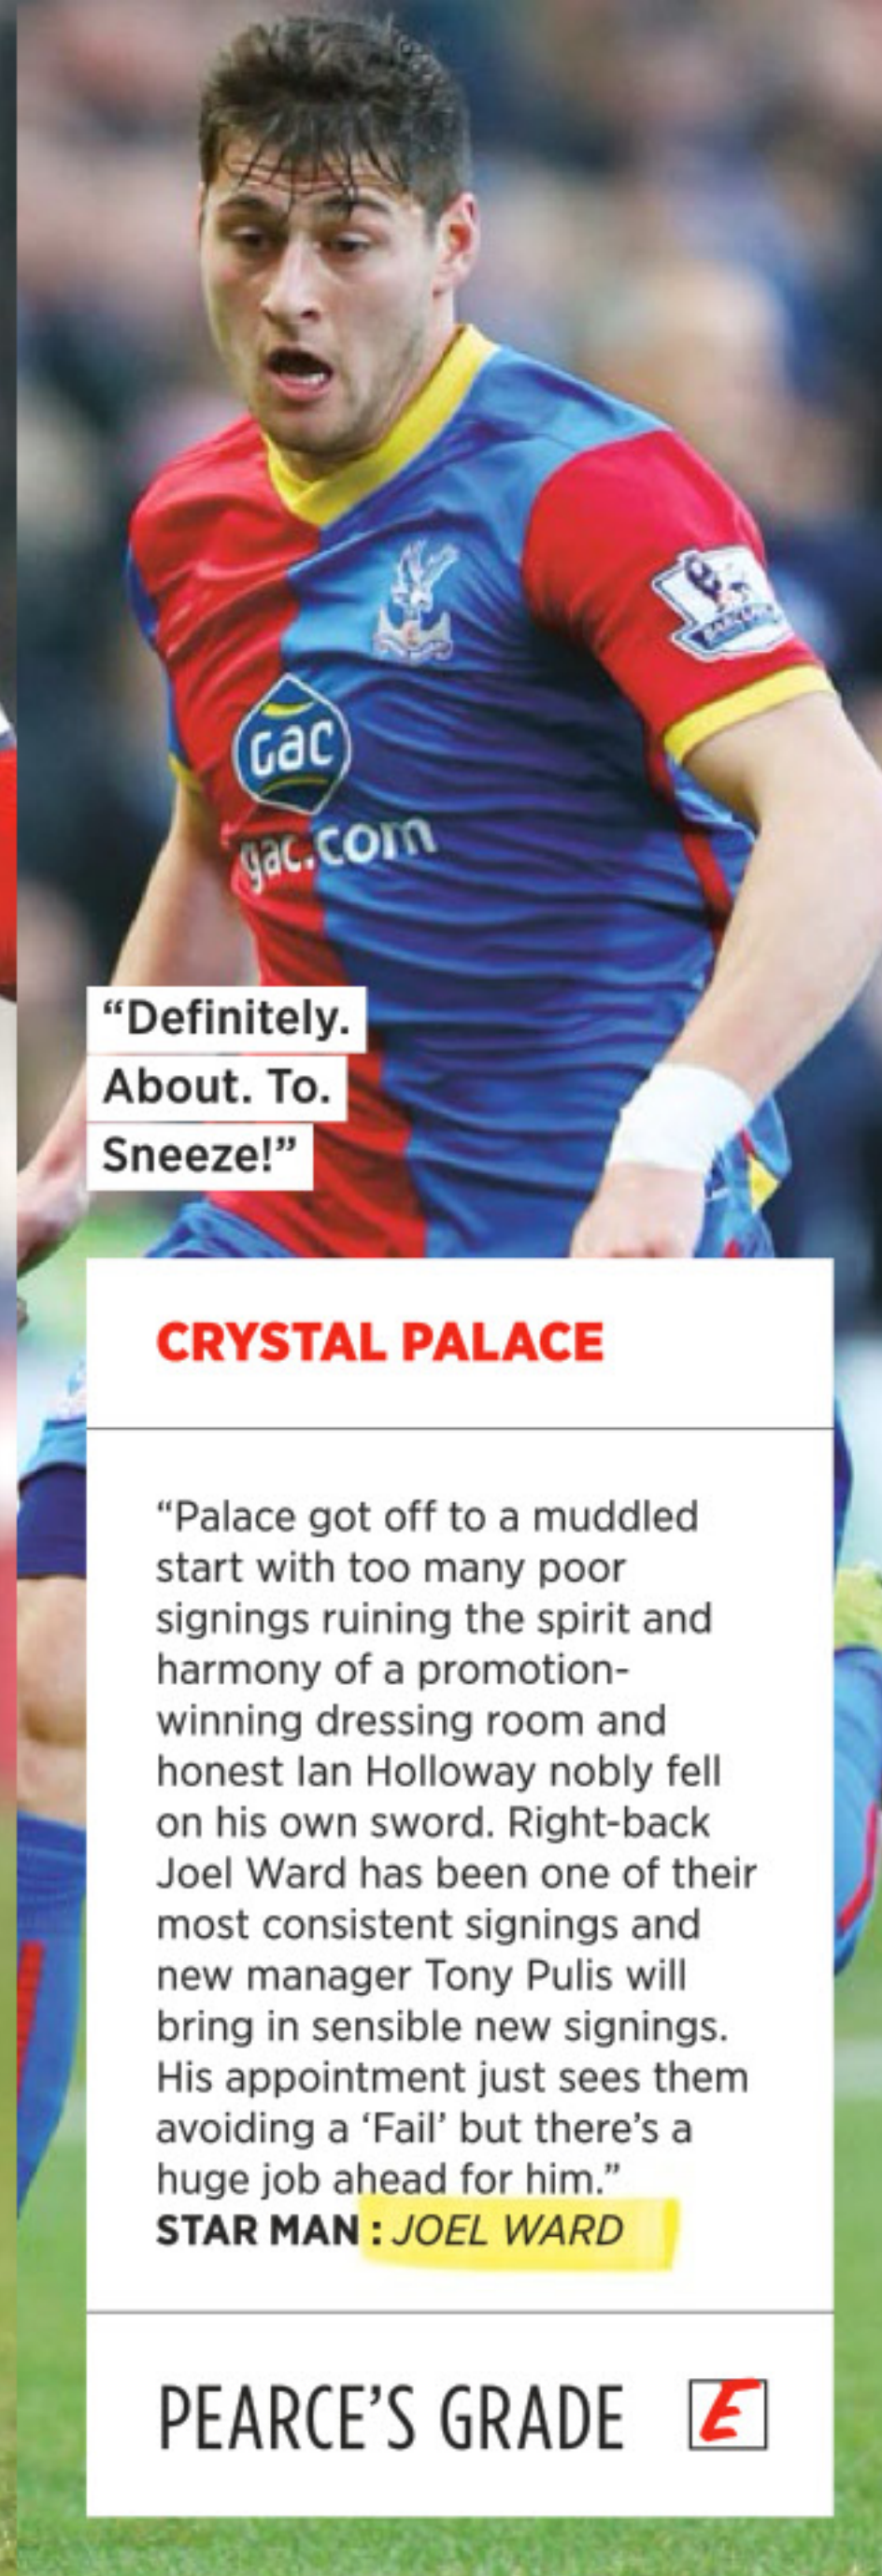 GAC
gac.com
“Definitely.
About. To.
Sneeze!”
CRYSTAL PALACE
“Palace got off to a muddled
start with too many poor
signings ruining the spirit and
harmony of a promotion-
winning dressing room and
honest Ian Holloway nobly fell
on his own sword. Right-back
Joel Ward has been one of their
most consistent signings and
new manager Tony Pulis will
bring in sensible new signings.
His appointment just sees them
avoiding a ‘Fail’ but there’s a
huge job ahead for him.”
STAR MAN : JOEL WARD
PEARCE’S GRADE E